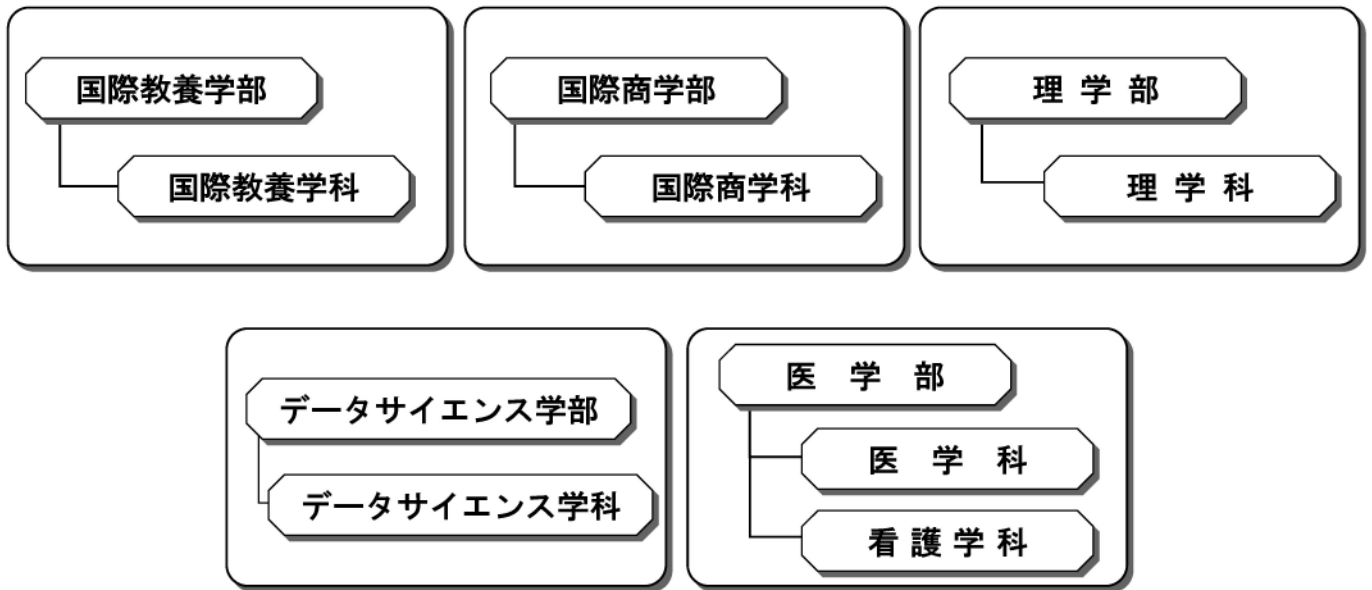 国際教養学部
国際教養学科
国際商学部
国際商学科
理学部
理学科
データサイエンス学部
データサイエンス学科
医学部
医学科
看護学科